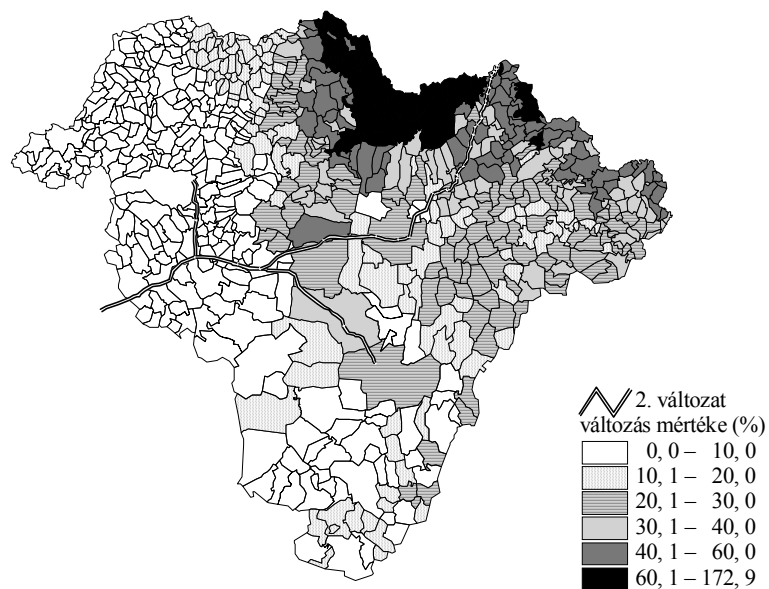 2. változat
változás mértéke (%)
0, 0 – 10, 0
10, 1 – 20, 0
20, 1 – 30, 0
30, 1 – 40, 0
40, 1 – 60, 0
60, 1 – 172, 9